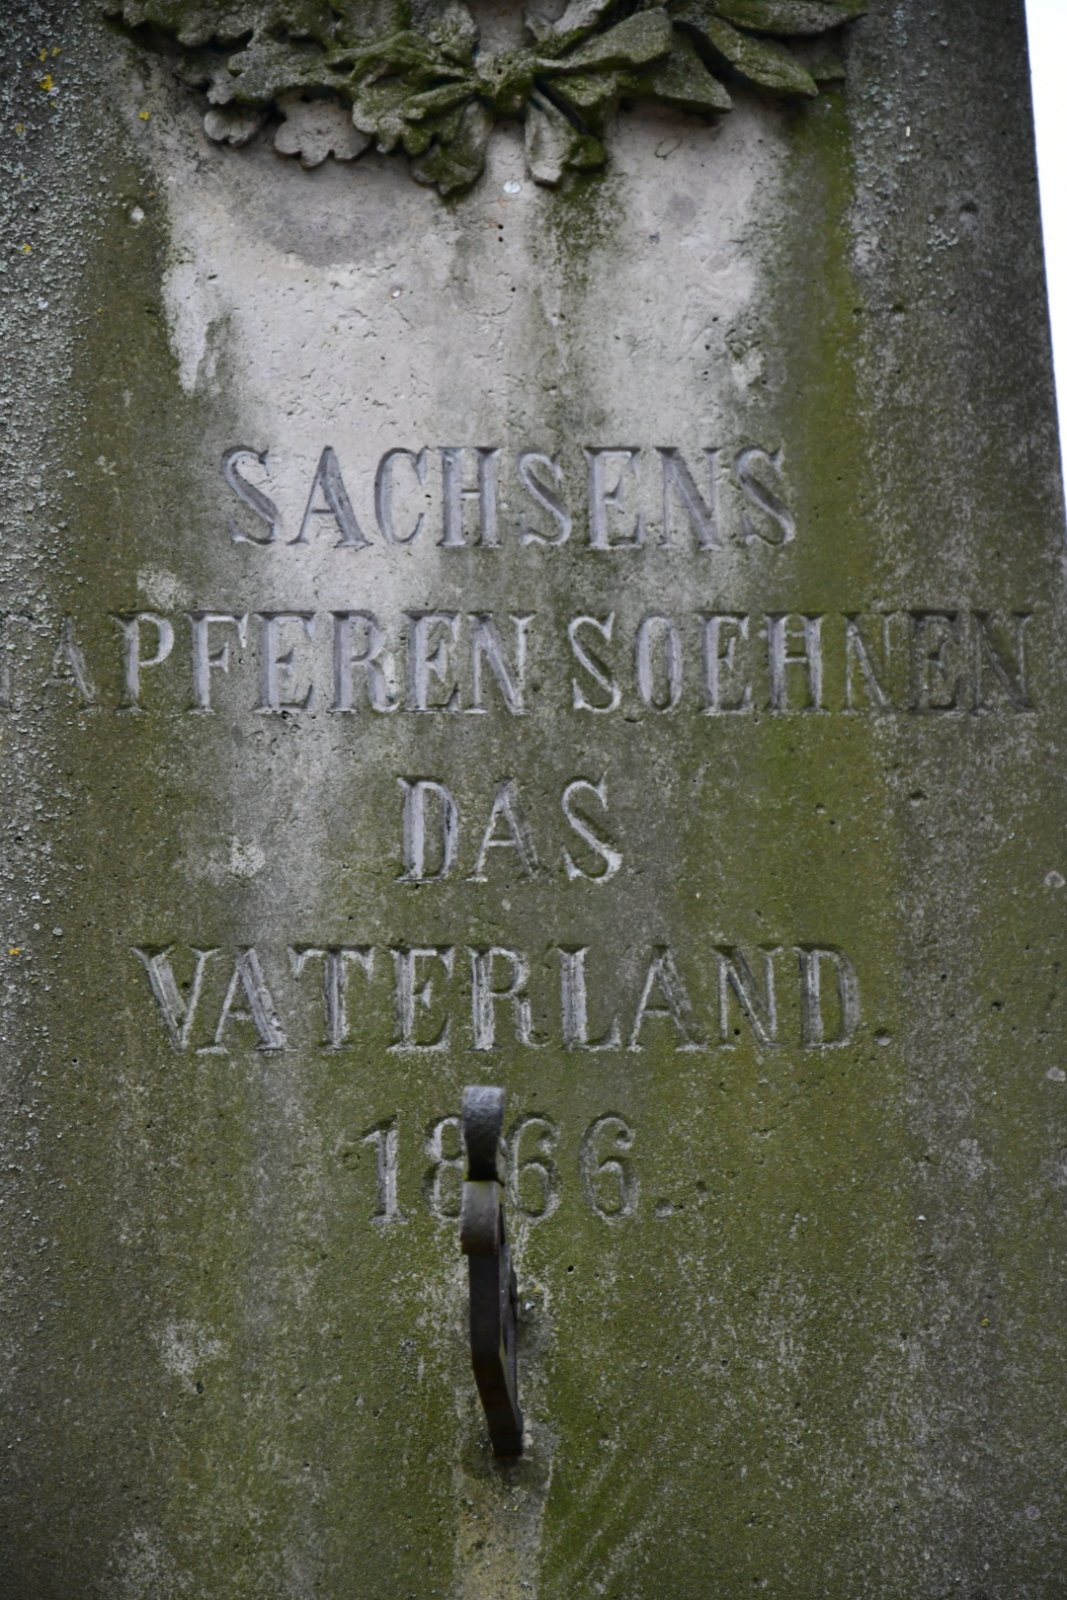 SACHSENS
TAPFEREN SOEHNEN
DAS
VATERLAND.
1866.